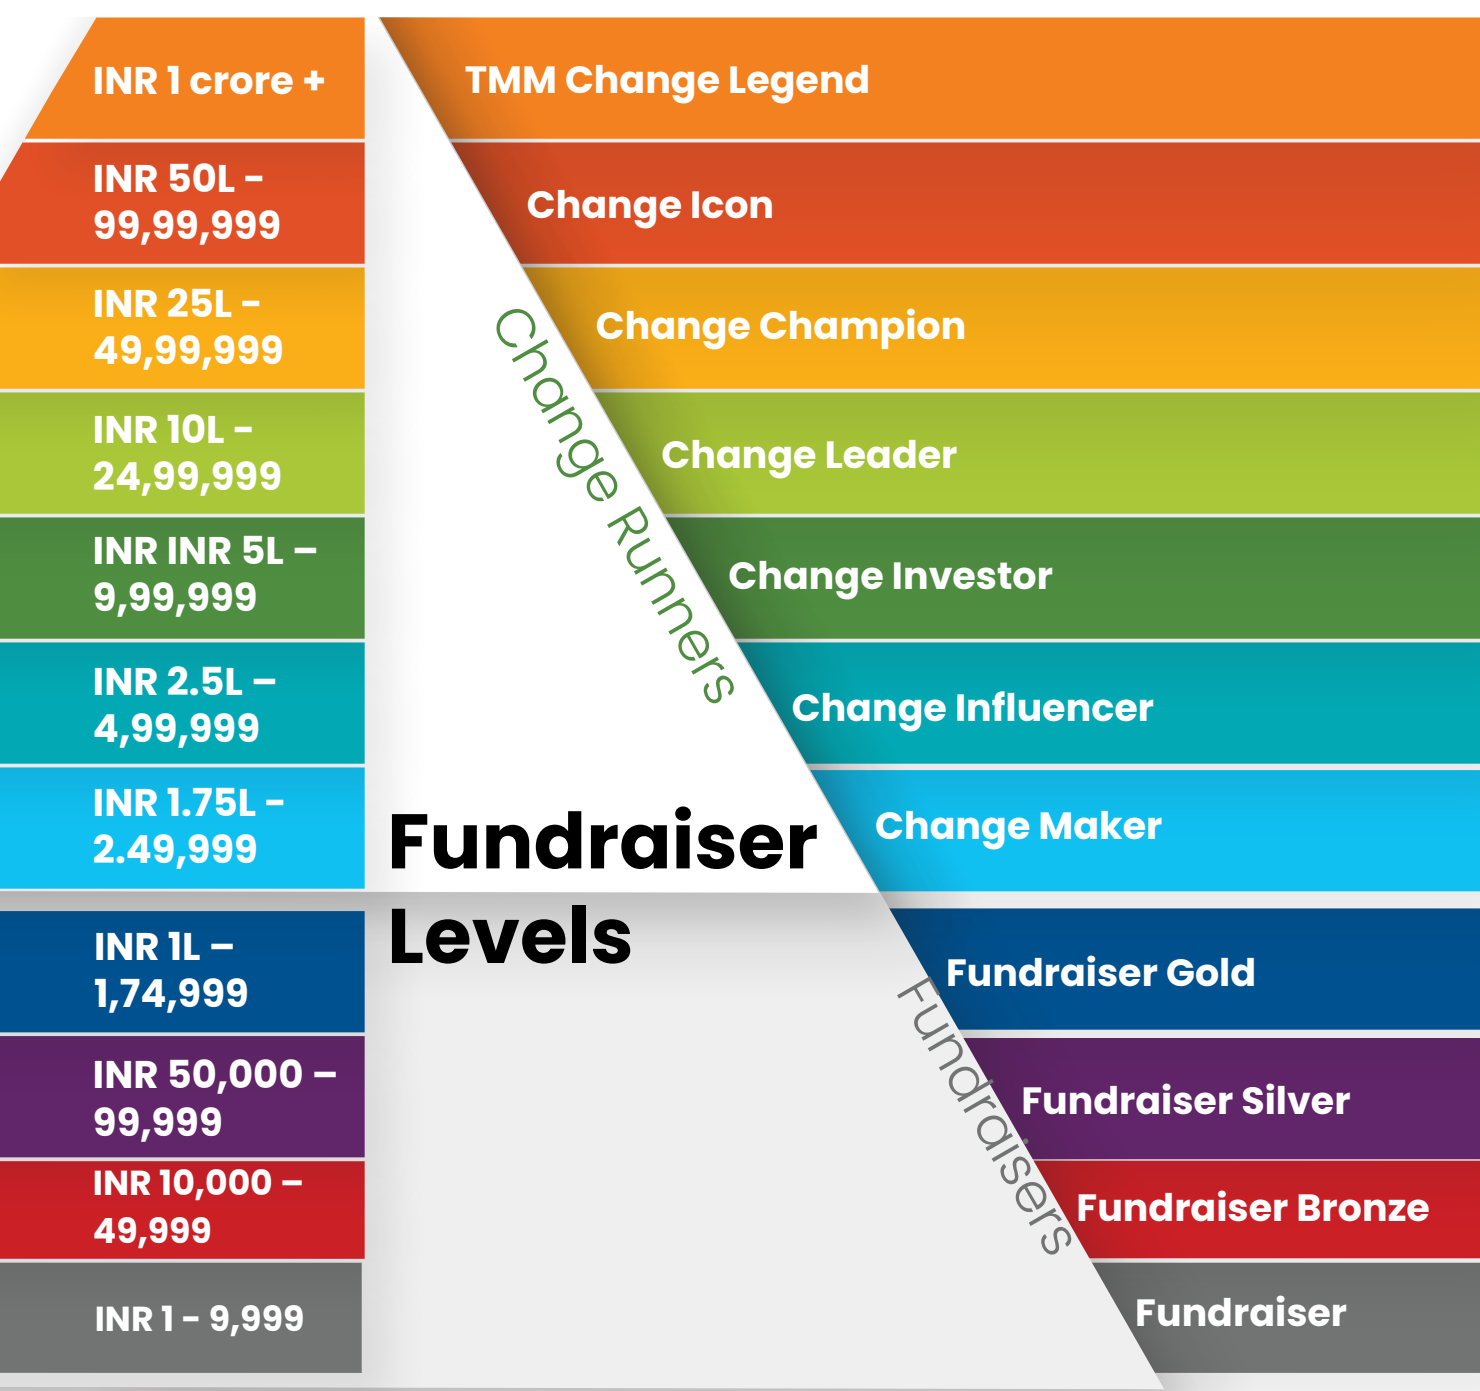 INR 1 crore +
TMM Change Legend
INR 50L -
99,99,999
Change Icon
INR 25L -
49,99,999
Change Champion
INR 10L -
24,99,999
Change Leader
INR INR 5L –
9,99,999
Change Investor
INR 2.5L –
4,99,999
Change Influencer
INR 1.75L -
2.49,999
Change Maker
Change Runners
Fundraiser
Levels
INR 1L –
1,74,999
Fundraiser Gold
INR 50,000 –
99,999
Fundraiser Silver
INR 10,000 –
49,999
Fundraiser Bronze
INR 1 - 9,999
Fundraiser
Fundraisers